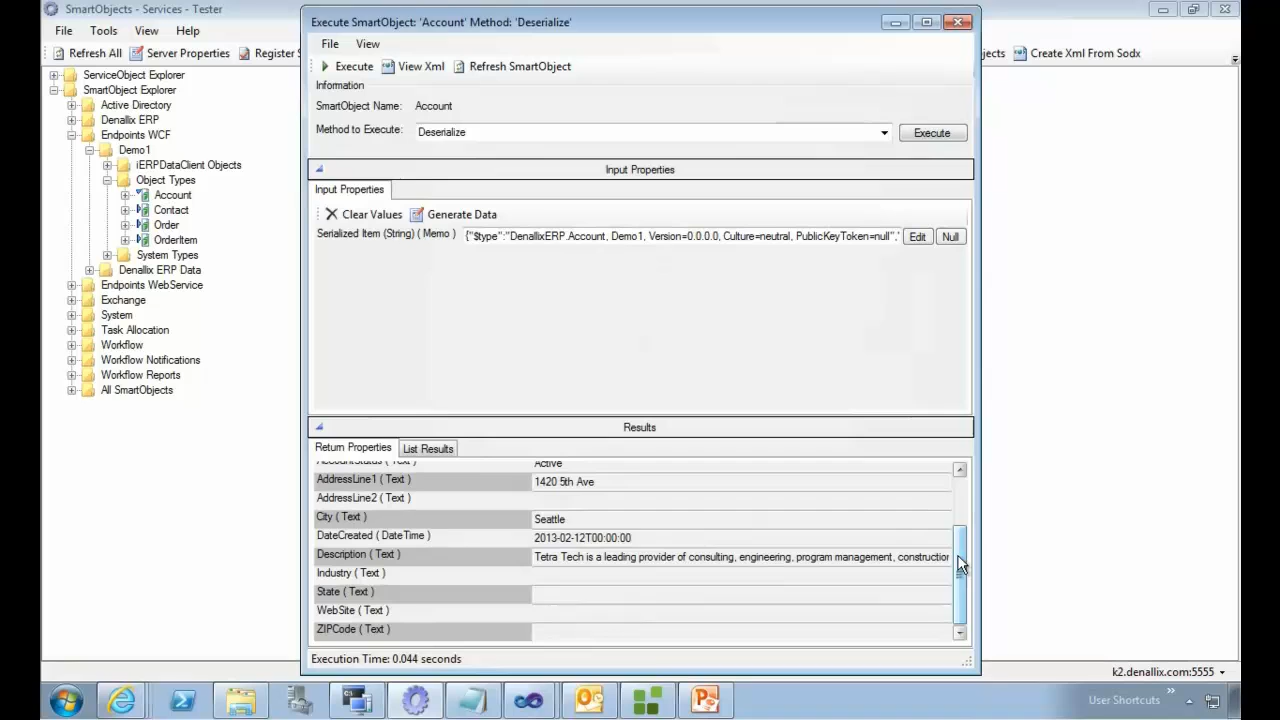 SmartObjects - Services - Tester
File Tools View Help
Refresh All Server Properties Register S
jects Create Xml From Sodx
ServiceObject Explorer
SmartObject Explorer
Active Directory
Denallix ERP
Endpoints WCF
Demo1
iERPDataClient Objects
Object Types
Account
Contact
Order
OrderItem
System Types
Denallix ERP Data
Endpoints WebService
Exchange
System
Task Allocation
Workflow
Workflow Notifications
Workflow Reports
All SmartObjects
Execute SmartObject: 'Account' Method: 'Deserialize'
File View
Execute View Xml Refresh SmartObject
Information
SmartObject Name: Account
Method to Execute: Deserialize Execute
Input Properties
Input Properties
Clear Values Generate Data
Serialized Item (String) ( Memo ) {"$type":"DenallixERP.Account, Demo1, Version=0.0.0.0, Culture=neutral, PublicKeyToken=null"," Edit Null
Results
Return Properties List Results
AccountStatus ( Text ) Active
AddressLine1 ( Text ) 1420 5th Ave
AddressLine2 ( Text )
City ( Text ) Seattle
DateCreated ( DateTime ) 2013-02-12T00:00:00
Description ( Text ) Tetra Tech is a leading provider of consulting, engineering, program management, construction
Industry ( Text )
State ( Text )
WebSite ( Text )
ZIPCode ( Text )
Execution Time: 0.044 seconds
k2.denallix.com:5555
User Shortcuts